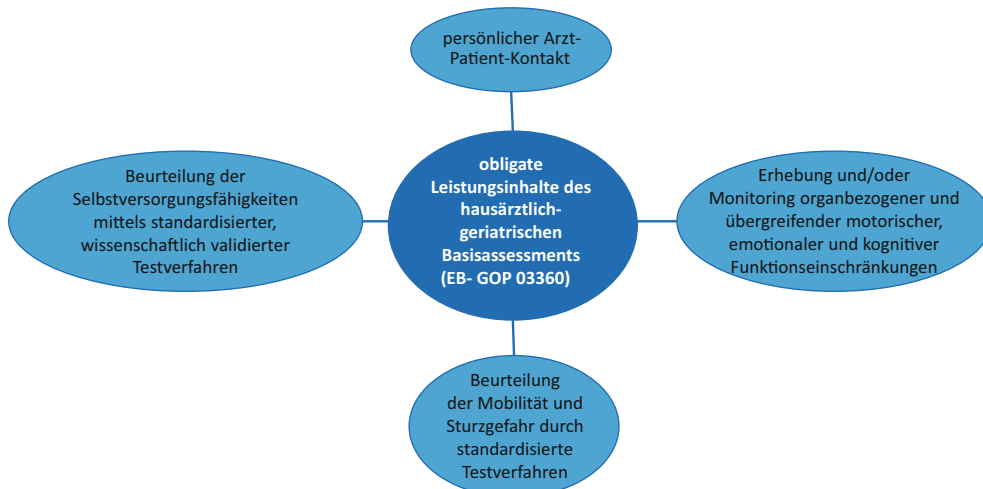 persönlicher Arzt-
Patient-Kontakt
obligate
Leistungsinhalte des
hausärztlich-
geriatrischen
Basisassessments
(EB- GOP 03360)
Beurteilung der
Selbstversorgungsfähigkeiten
mittels standardisierter,
wissenschaftlich validierter
Testverfahren
Erhebung und/oder
Monitoring organbezogener und
übergreifender motorischer,
emotionaler und kognitiver
Funktionseinschränkungen
Beurteilung
der Mobilität und
Sturzgefahr durch
standardisierte
Testverfahren